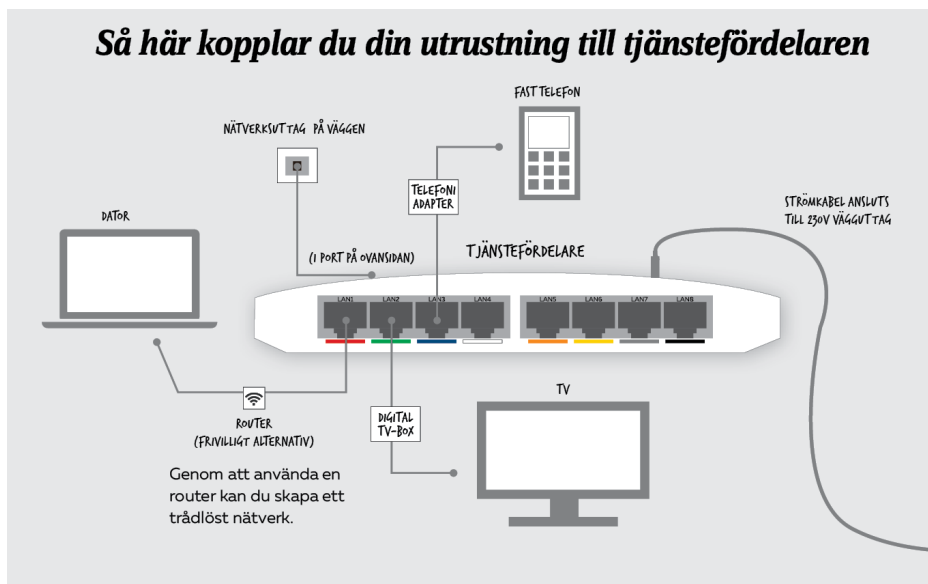 Så här kopplar du din utrustning till tjänstefördelaren
FAST TELEFON
NÄTVERKSUTTAG PÅ VÄGGEN
TELEFONI
ADAPTER
STRÖMKABEL ANSLUTS
TILL 230V VÄGGUTTAG
DATOR
(1 PORT PÅ OVANSIDAN)
TJÄNSTEFÖRDELARE
LAN1
LAN2
LAN3
LAN4
LAN5
LAN6
LAN7
LAN8
TV
DIGITAL
TV-BOX
ROUTER
(FRIVILLIGT ALTERNATIV)
Genom att använda en
router kan du skapa ett
trådlöst nätverk.